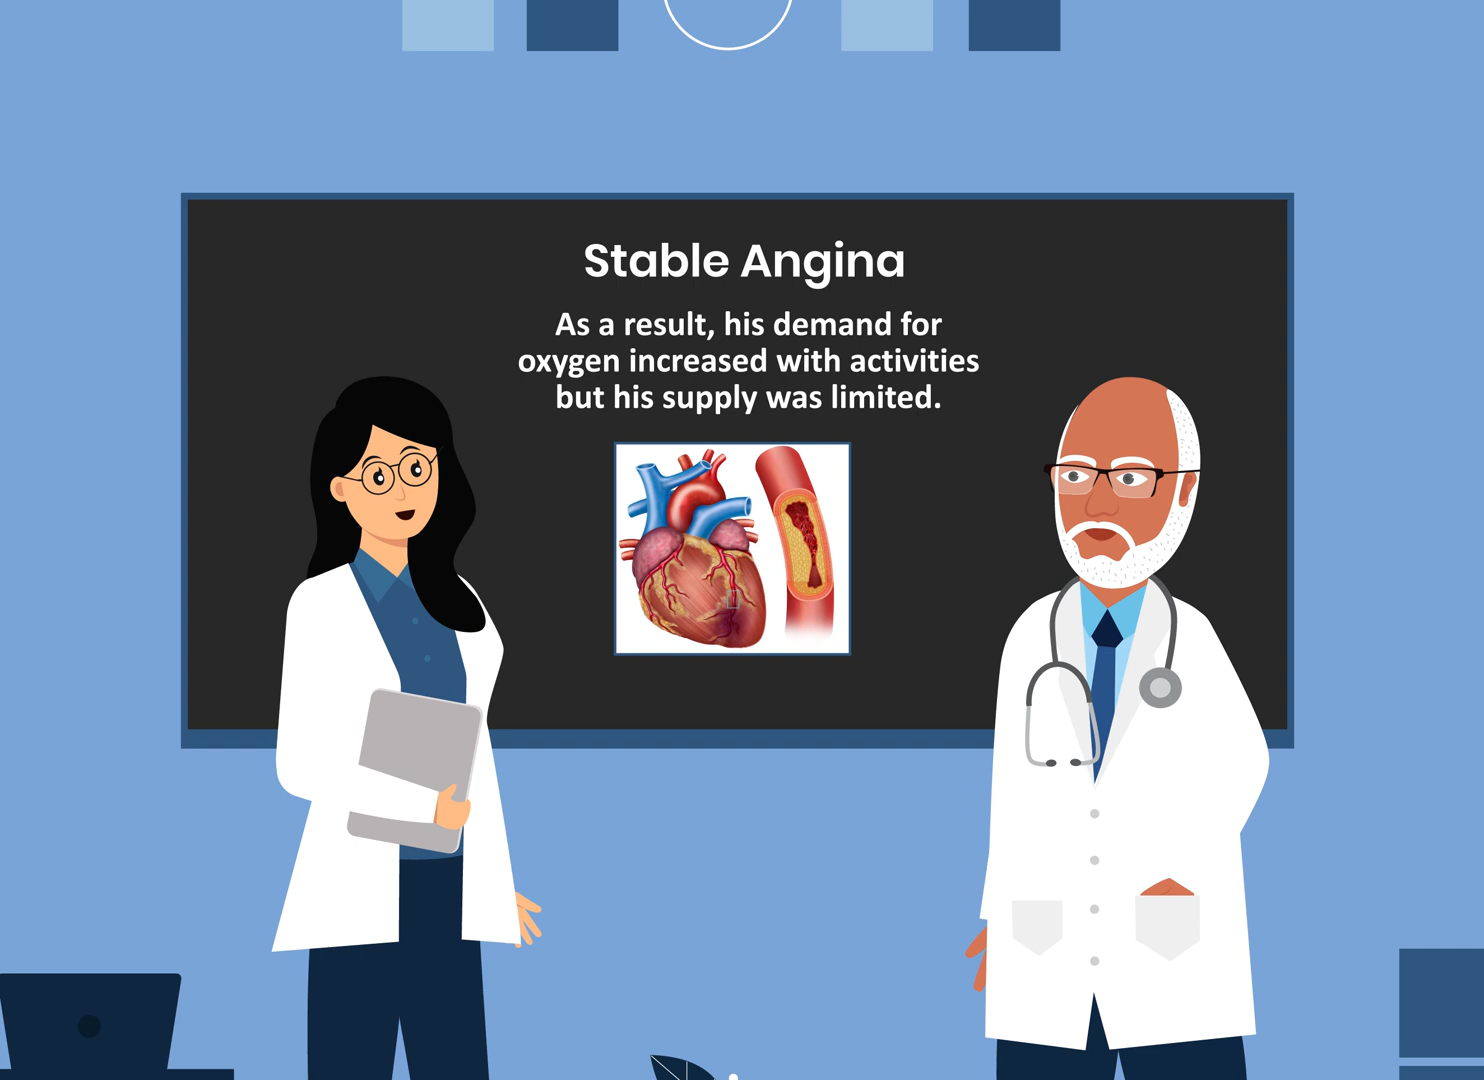 Stable Angina
As a result, his demand for
oxygen increased with activities
but his supply was limited.